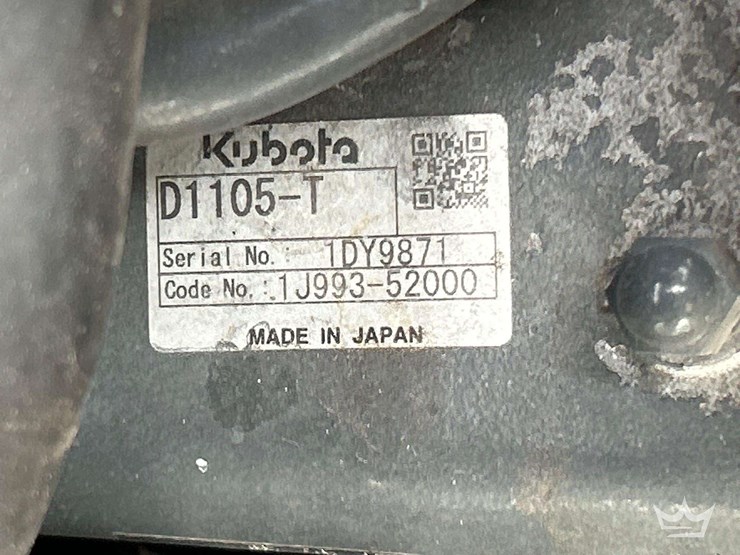 Kubota
D1105-T
Serial No. : 1DY9871
Code No. : 1J993-52000
MADE IN JAPAN